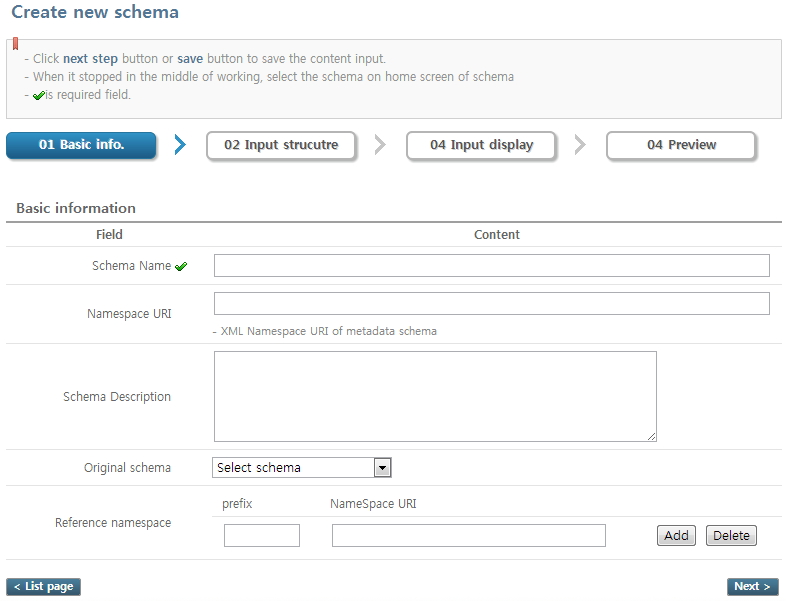 Create new schema
- Click next step button or save button to save the content input.
- When it stopped in the middle of working, select the schema on home screen of schema
- is required field.
01 Basic info.
02 Input strucutre
04 Input display
04 Preview
Basic information
Field Content
Schema Name
Namespace URI
- XML Namespace URI of metadata schema
Schema Description
Original schema Select schema
prefix NameSpace URI
Reference namespace
Add Delete
< List page Next >